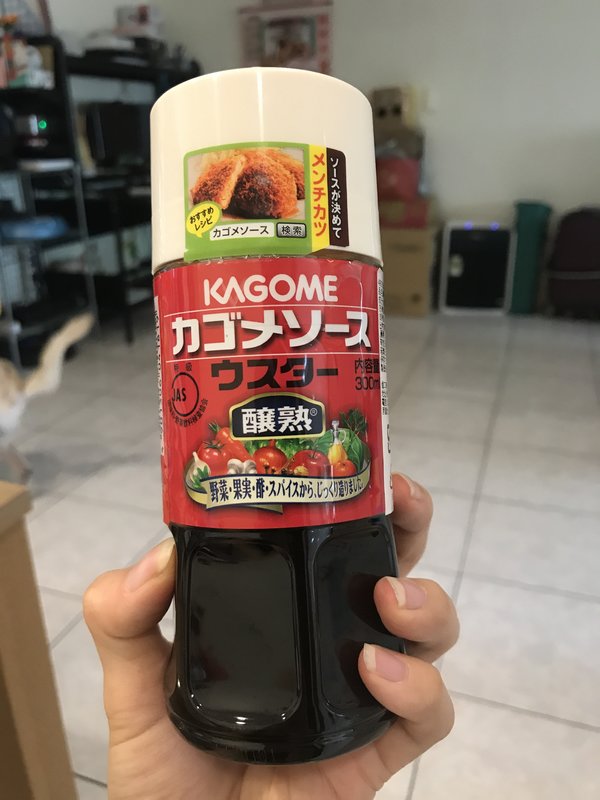 ソースが決めて
メンチカツ
おすすめ
レシピ
カゴメソース 検索
KAGOME
カゴメソース
ウスター
内容量
300m
特級
JAS
醸熟®
野菜・果実・酢・スパイスから、じっくり造りました。